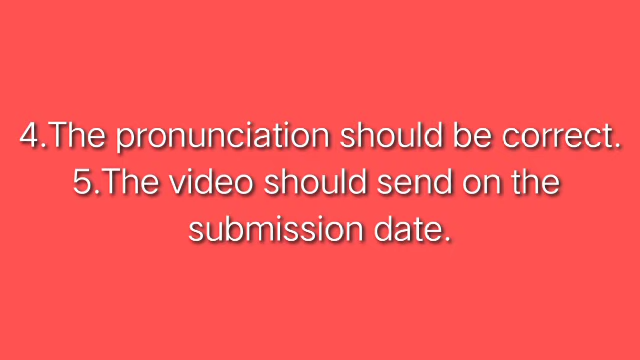 4.The pronunciation should be correct.
5.The video should send on the
submission date.